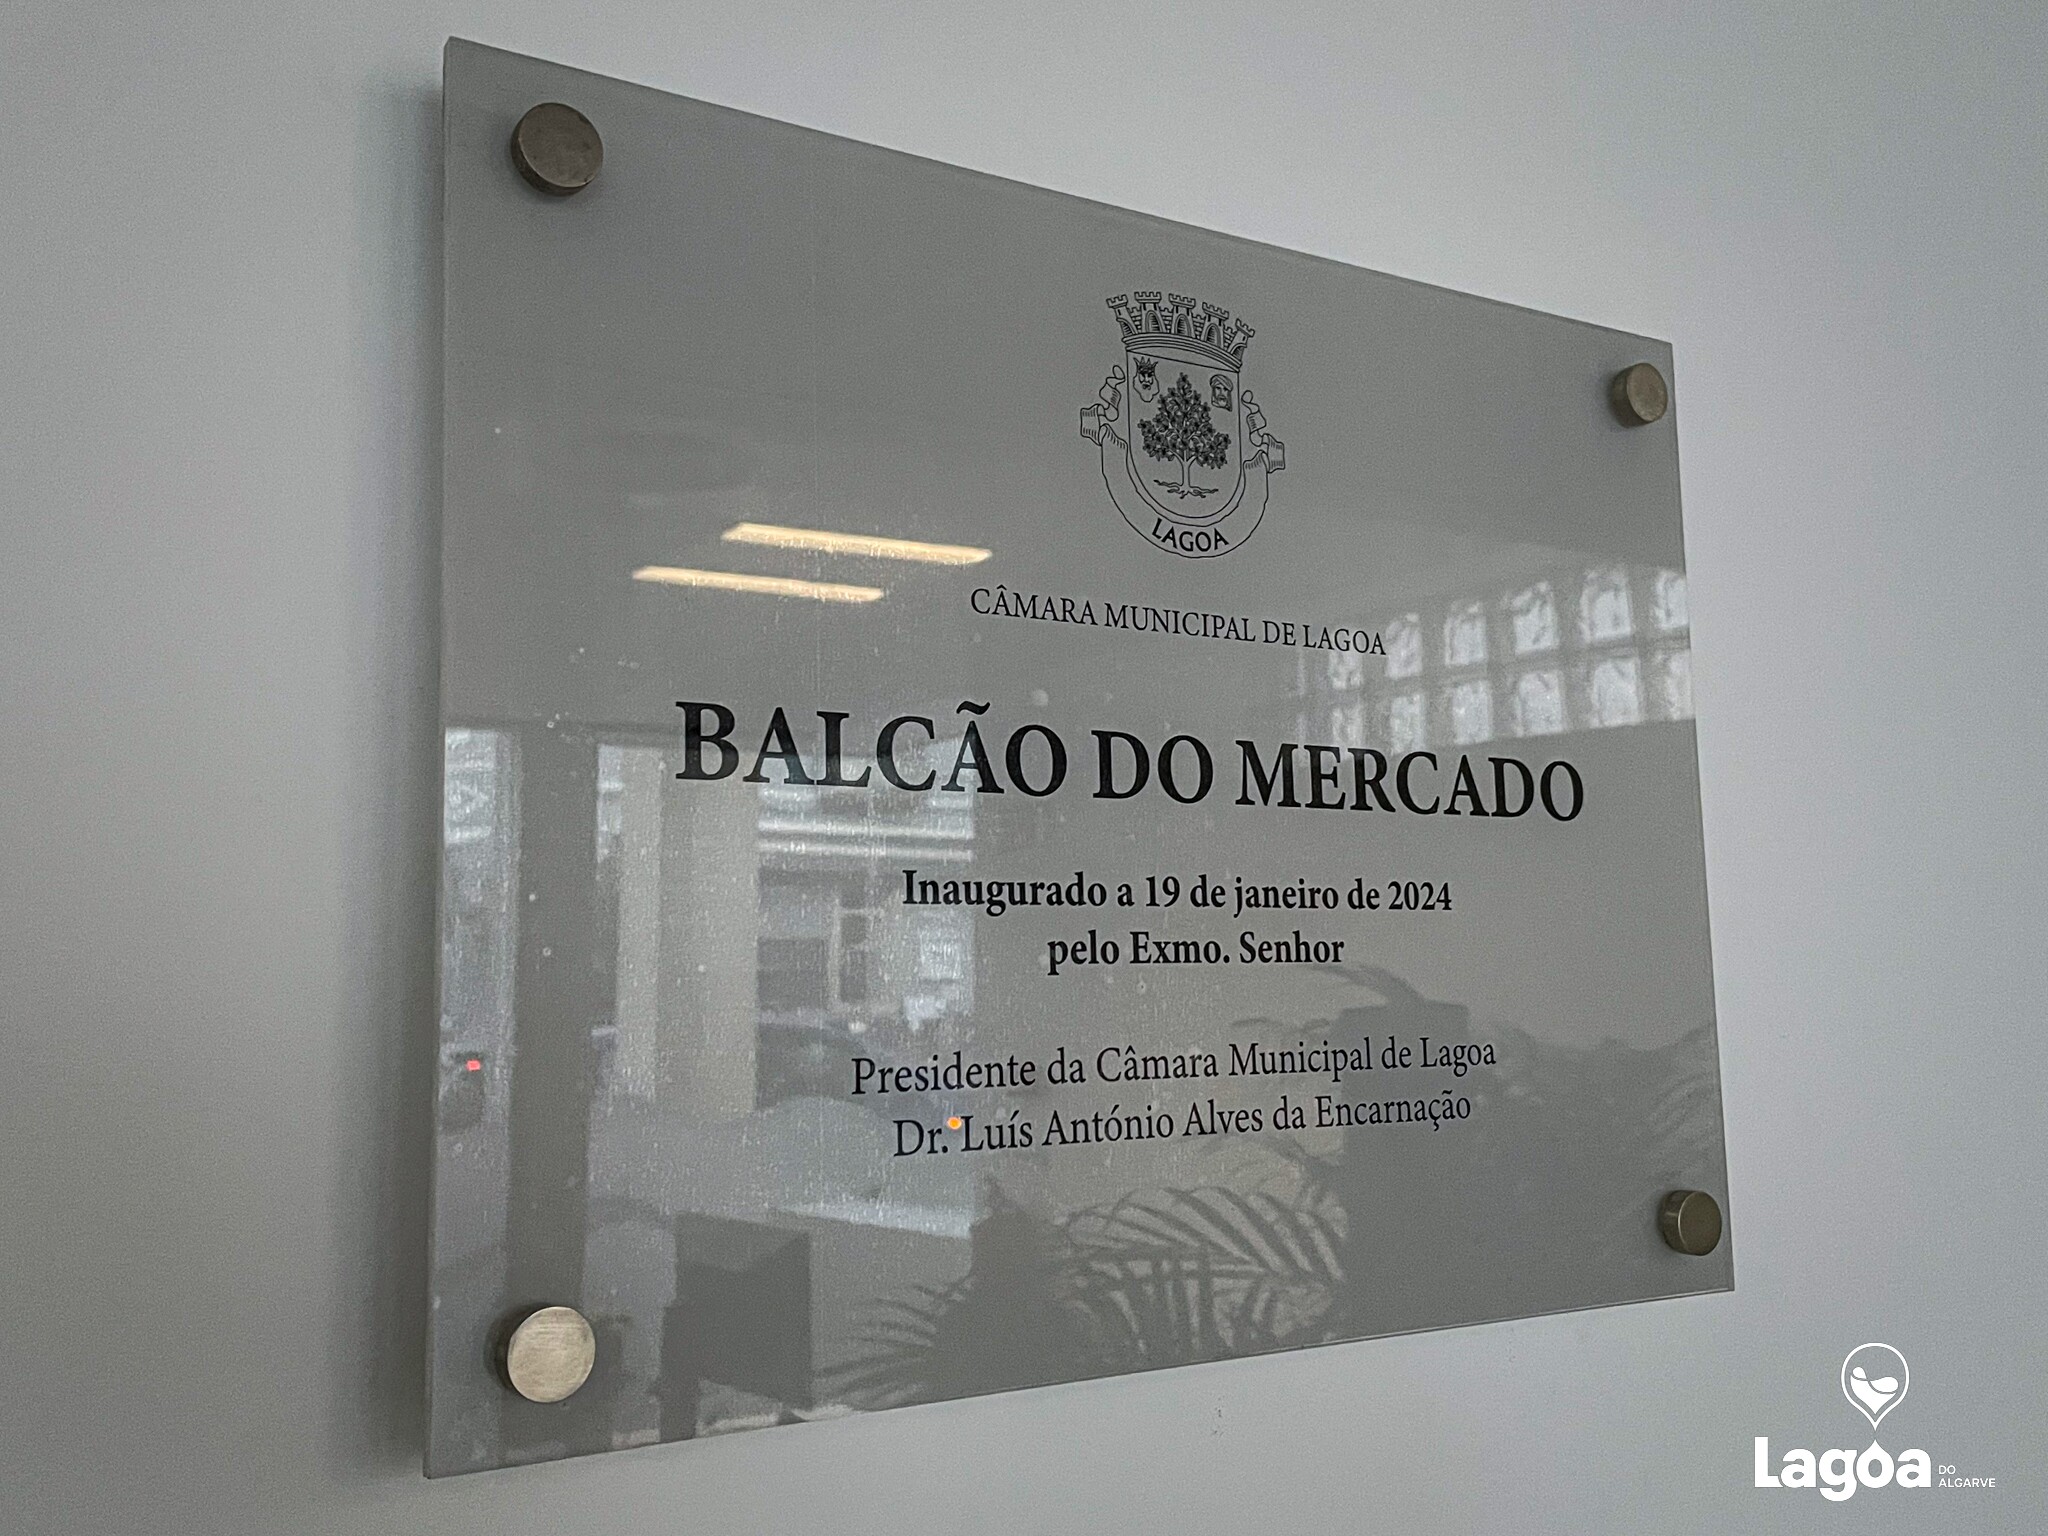 LAGOA
CÂMARA MUNICIPAL DE LAGOA
BALCÃO DO MERCADO
Inaugurado a 19 de janeiro de 2024
pelo Exmo. Senhor
Presidente da Câmara Municipal de Lagoa
Dr. Luís António Alves da Encarnação
Lagoa DO
ALGARVE